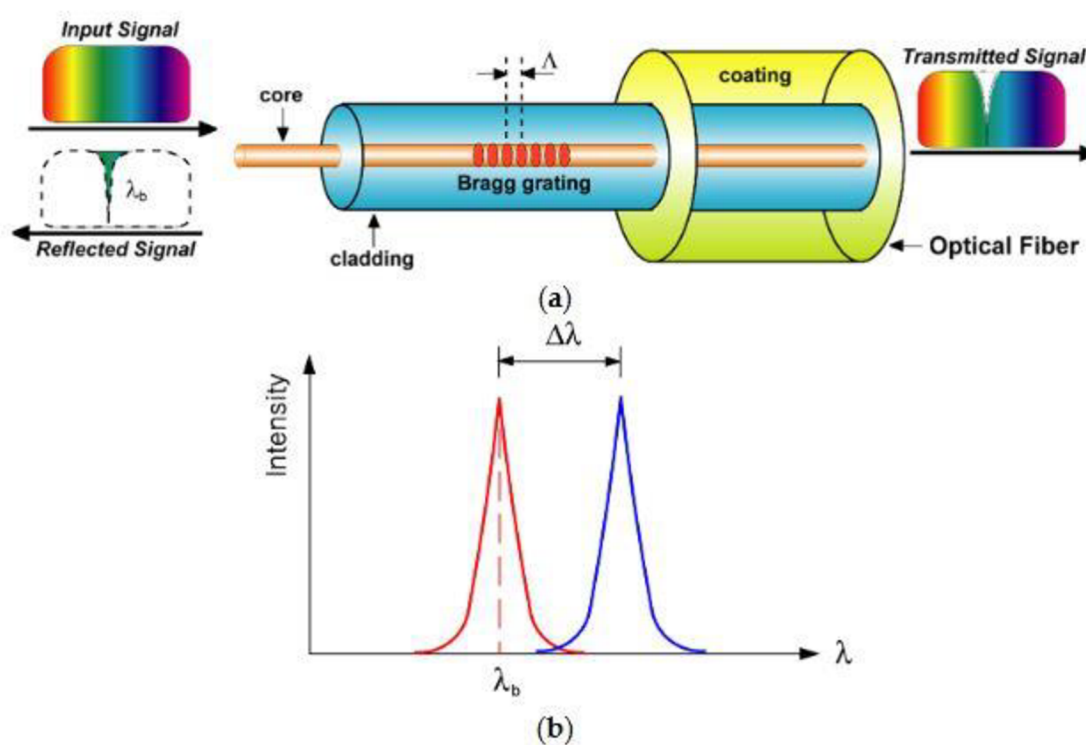 Input Signal
Transmitted Signal
Λ
coating
core
λb
Bragg grating
Reflected Signal
cladding
Optical Fiber
(a)
Δλ
Intensity
λ
λb
(b)